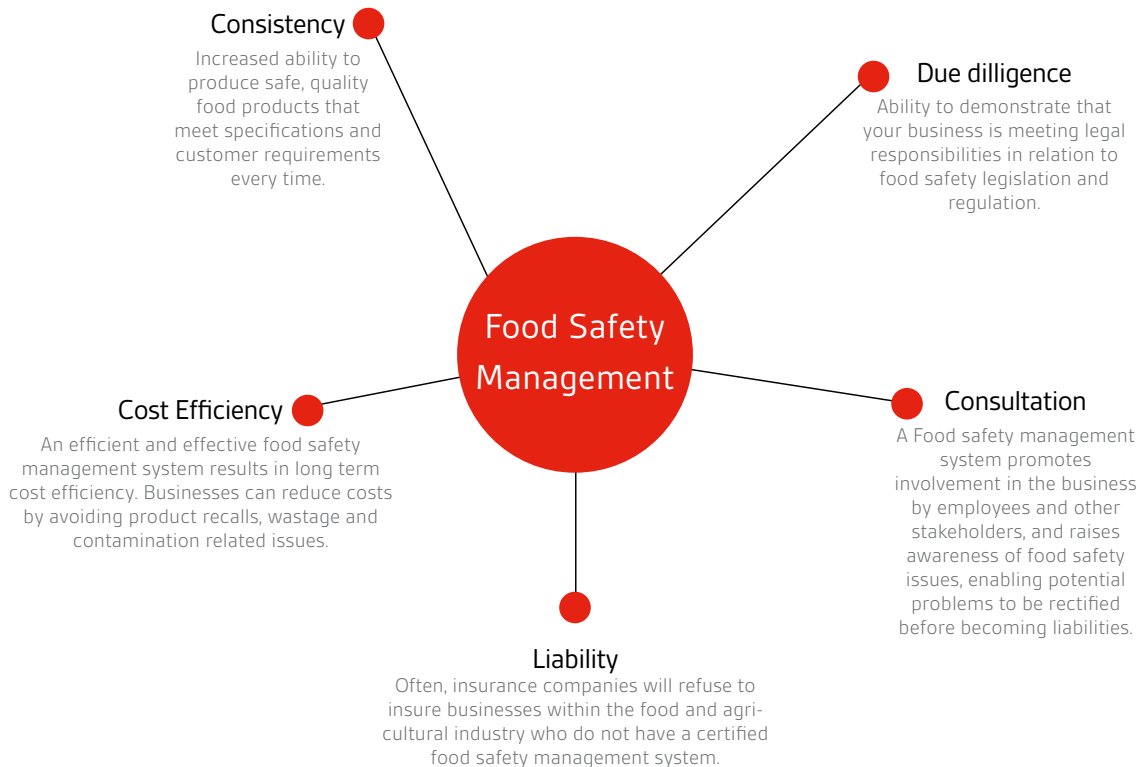 Consistency
Increased ability to
produce safe, quality
food products that
meet specifications and
customer requirements
every time.
Due dilligence
Ability to demonstrate that
your business is meeting legal
responsibilities in relation to
food safety legislation and
regulation.
Food Safety
Management
Cost Efficiency
An efficient and effective food safety
management system results in long term
cost efficiency. Businesses can reduce costs
by avoiding product recalls, wastage and
contamination related issues.
Consultation
A Food safety management
system promotes
involvement in the business
by employees and other
stakeholders, and raises
awareness of food safety
issues, enabling potential
problems to be rectified
before becoming liabilities.
Liability
Often, insurance companies will refuse to
insure businesses within the food and agri-
cultural industry who do not have a certified
food safety management system.